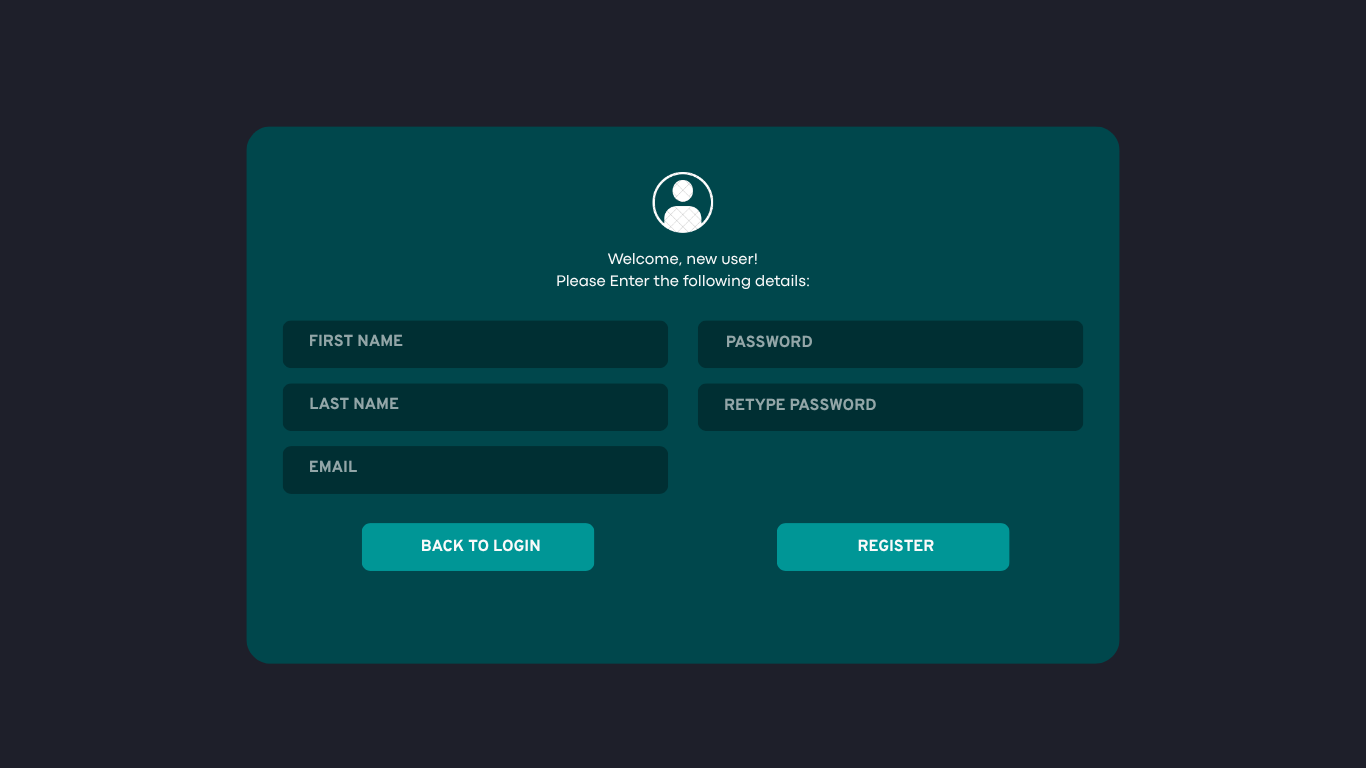 Welcome, new user!
Please Enter the following details:
FIRST NAME
PASSWORD
LAST NAME
RETYPE PASSWORD
EMAIL
BACK TO LOGIN
REGISTER